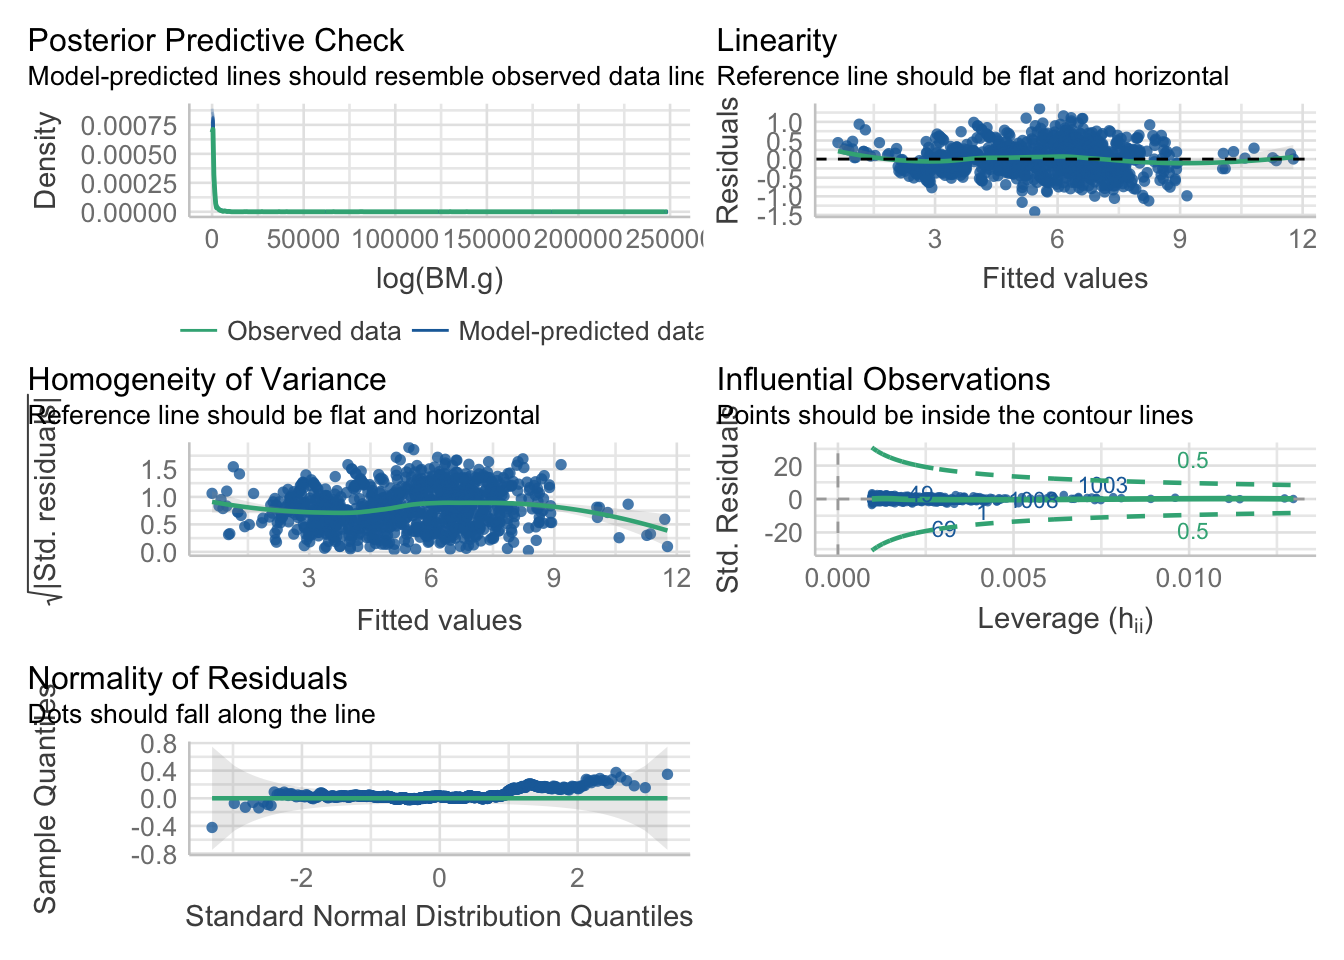 Posterior Predictive Check
Model-predicted lines should resemble observed data line
Density
0.00075
0.00050
0.00025
0.00000
0 50000 100000 150000 200000 250000
log(BM.g)
Observed data Model-predicted data
Linearity
Reference line should be flat and horizontal
Residuals
1.0
0.5
0.0
-0.5
-1.0
-1.5
3 6 9 12
Fitted values
Homogeneity of Variance
Reference line should be flat and horizontal
√|Std. residuals|
1.5
1.0
0.5
0.0
3 6 9 12
Fitted values
Influential Observations
Points should be inside the contour lines
Std. Residuals
20
0
-20
0.5
0.5
49
1003
1008
1
69
0.000 0.005 0.010
Leverage (hii)
Normality of Residuals
Dots should fall along the line
Sample Quantiles
0.8
0.4
0.0
-0.4
-0.8
-2 0 2
Standard Normal Distribution Quantiles